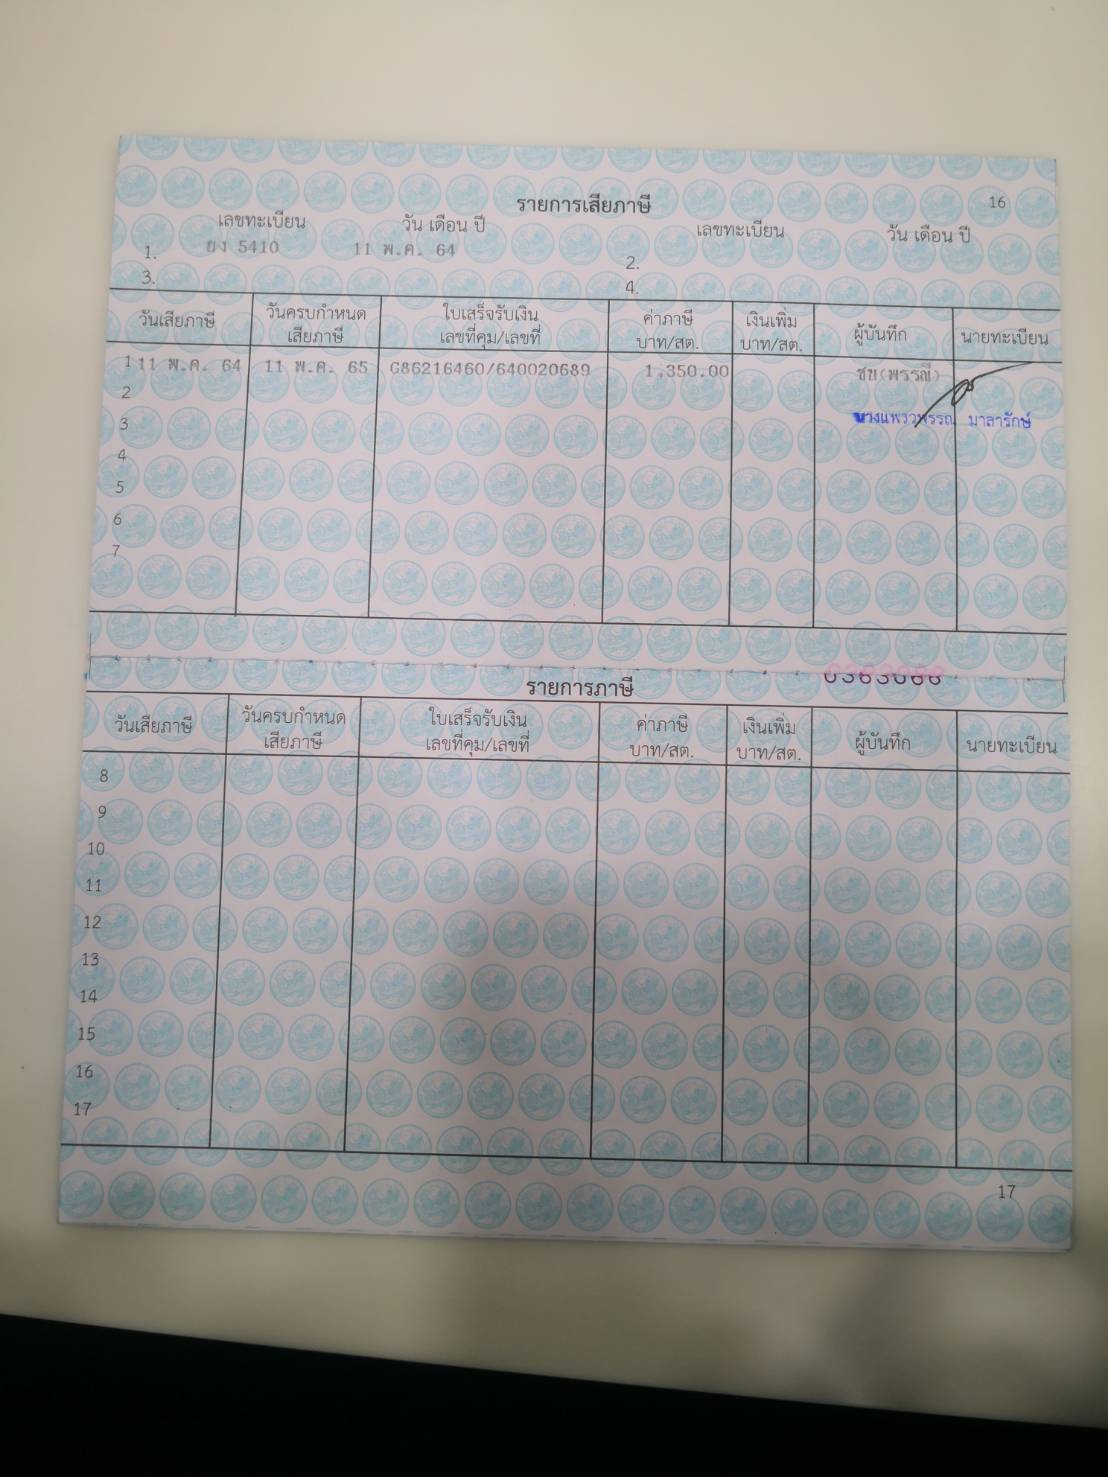 16
รายการเสียภาษี
เลขทะเบียน วัน เดือน ปี เลขทะเบียน วัน เดือน ปี
1. ยง 5410 11 พ.ค. 64 2.
3. 4.
วันเสียภาษี วันครบกำหนด เสียภาษี ใบเสร็จรับเงิน เลขที่คุม/เลขที่ ค่าภาษี บาท/สต. เงินเพิ่ม บาท/สต. ผู้บันทึก นายทะเบียน
1 11 พ.ค. 64 11 พ.ค. 65 G86216460/640020689 1,350.00 ชน(พรรณี)
2
3 มาลารักษ์
4
5
6
7
รายการภาษี
วันเสียภาษี วันครบกำหนด เสียภาษี ใบเสร็จรับเงิน เลขที่คุม/เลขที่ ค่าภาษี บาท/สต. เงินเพิ่ม บาท/สต. ผู้บันทึก นายทะเบียน
8
9
10
11
12
13
14
15
16
17
17